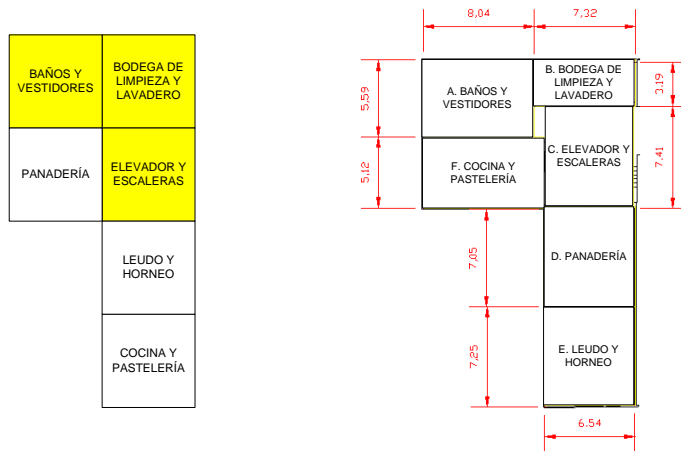 BAÑOS Y
VESTIDORES
BODEGA DE
LIMPIEZA Y
LAVADERO
PANADERÍA
ELEVADOR Y
ESCALERAS
LEUDO Y
HORNEO
COCINA Y
PASTELERÍA
8,04
7,32
5,59
5,12
A. BAÑOS Y
VESTIDORES
B. BODEGA DE
LIMPIEZA Y
LAVADERO
3.19
7,41
C. ELEVADOR Y
ESCALERAS
F. COCINA Y
PASTELERÍA
7,05
D. PANADERÍA
7,25
E. LEUDO Y
HORNEO
6.54